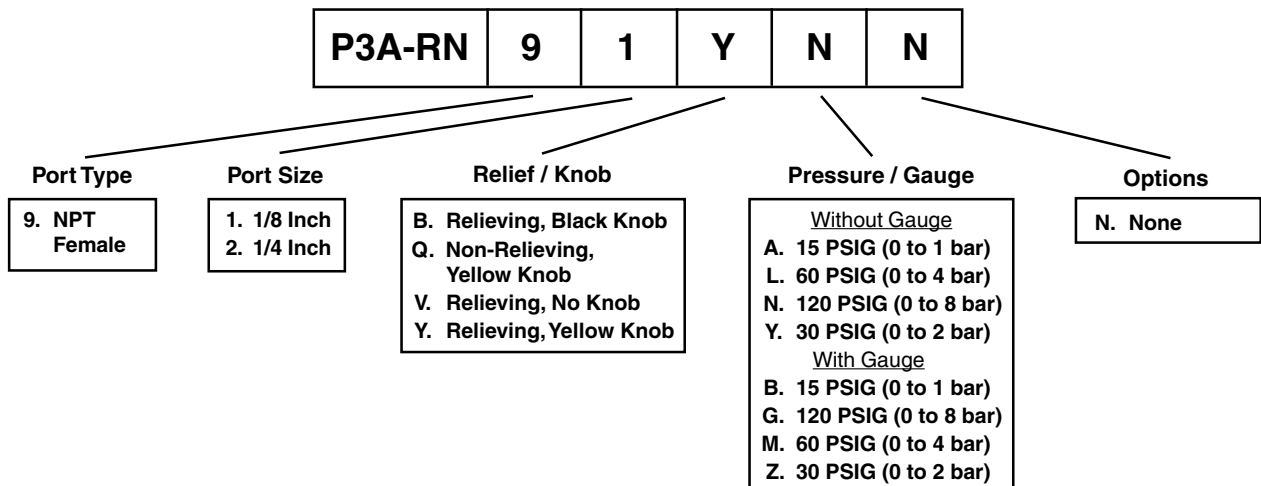 P3A-RN 9 1 Y N N
Port Type
9. NPT
Female
Port Size
1. 1/8 Inch
2. 1/4 Inch
Relief / Knob
B. Relieving, Black Knob
Q. Non-Relieving,
Yellow Knob
V. Relieving, No Knob
Y. Relieving, Yellow Knob
Pressure / Gauge
Without Gauge
A. 15 PSIG (0 to 1 bar)
L. 60 PSIG (0 to 4 bar)
N. 120 PSIG (0 to 8 bar)
Y. 30 PSIG (0 to 2 bar)
With Gauge
B. 15 PSIG (0 to 1 bar)
G. 120 PSIG (0 to 8 bar)
M. 60 PSIG (0 to 4 bar)
Z. 30 PSIG (0 to 2 bar)
Options
N. None